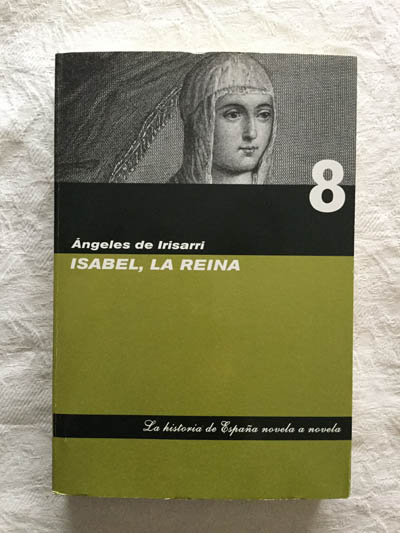 8
Ángeles de Irisarri
ISABEL, LA REINA
La historia de España novela a novela